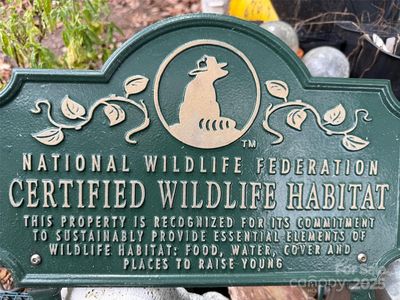 TM
NATIONAL WILDLIFE FEDERATION
CERTIFIED WILDLIFE HABITAT
THIS PROPERTY IS RECOGNIZED FOR ITS COMMITMENT
TO SUSTAINABLY PROVIDE ESSENTIAL ELEMENTS OF
WILDLIFE HABITAT: FOOD, WATER, COVER AND
PLACES TO RAISE YOUNG
2025